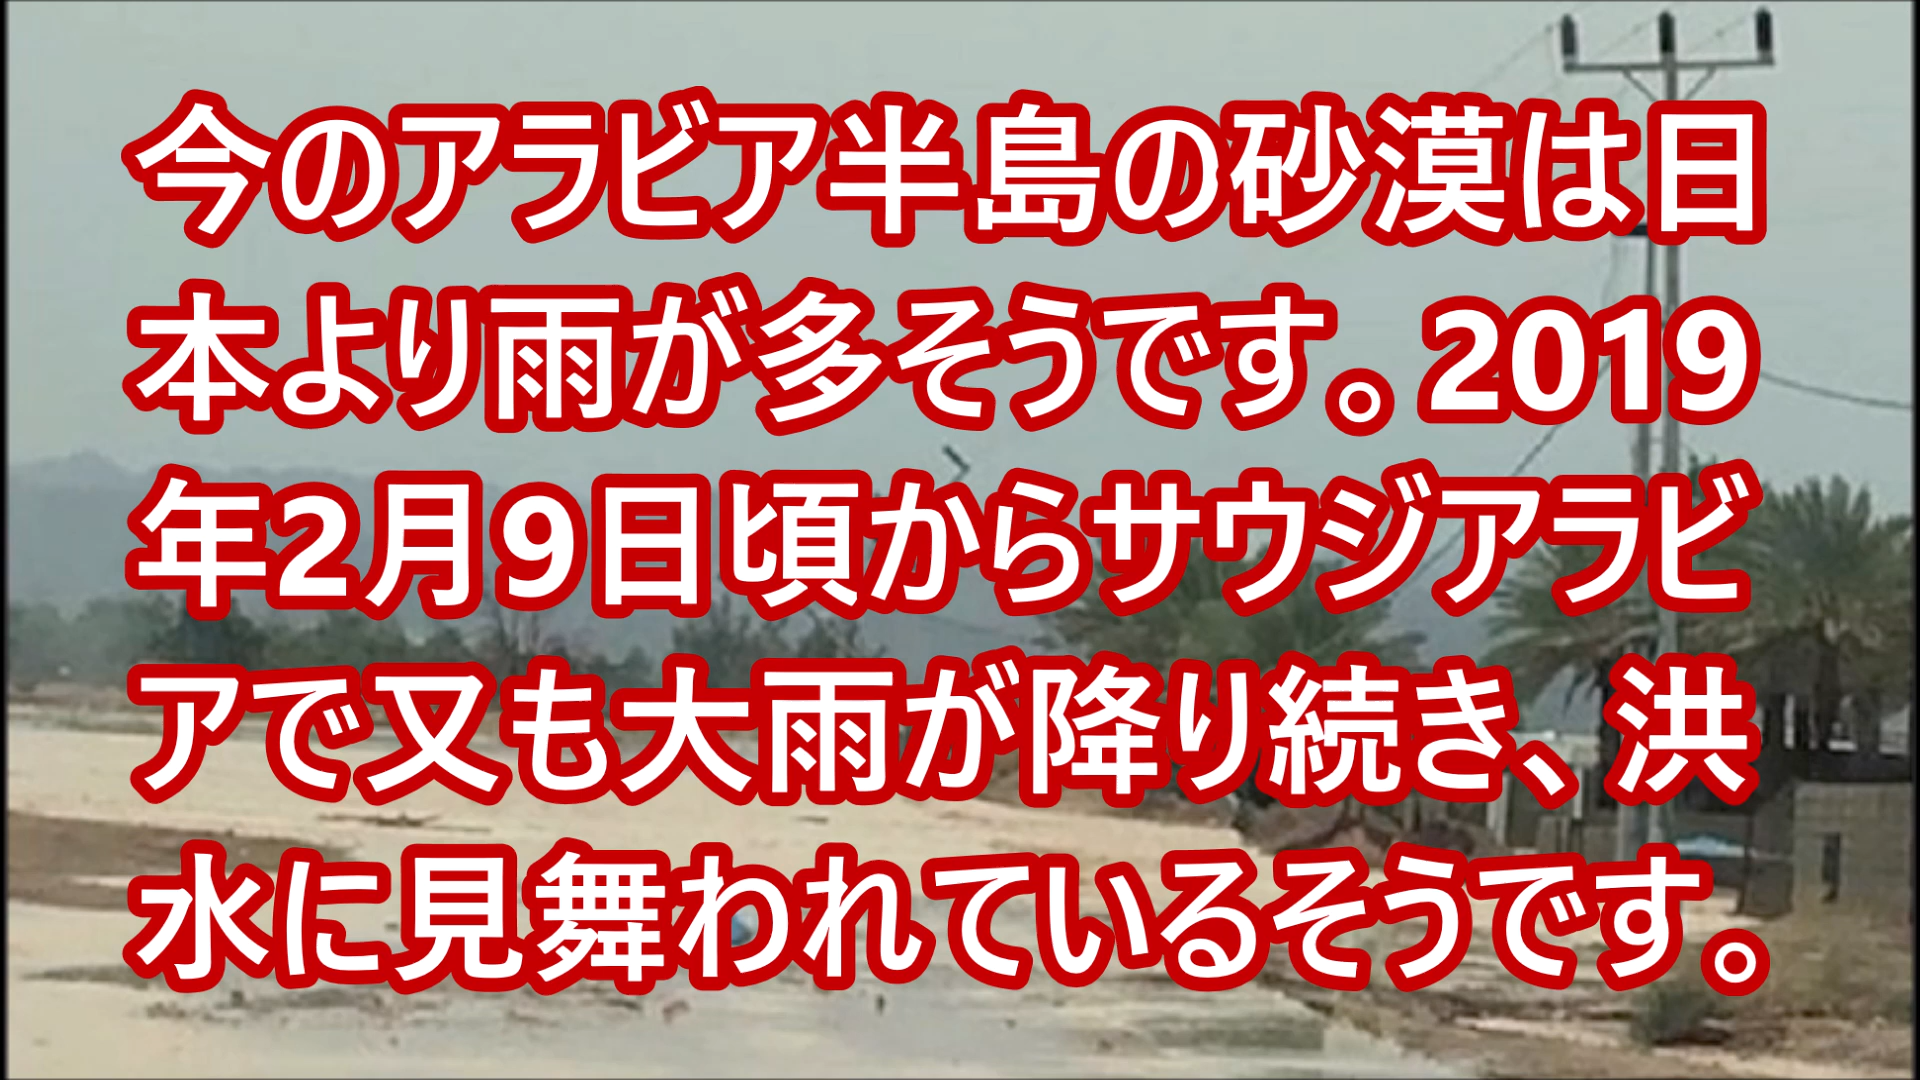 今のアラビア半島の砂漠は日
本より雨が多そうです。2019
年2月9日頃からサウジアラビ
アで又も大雨が降り続き、洪
水に見舞われているそうです。